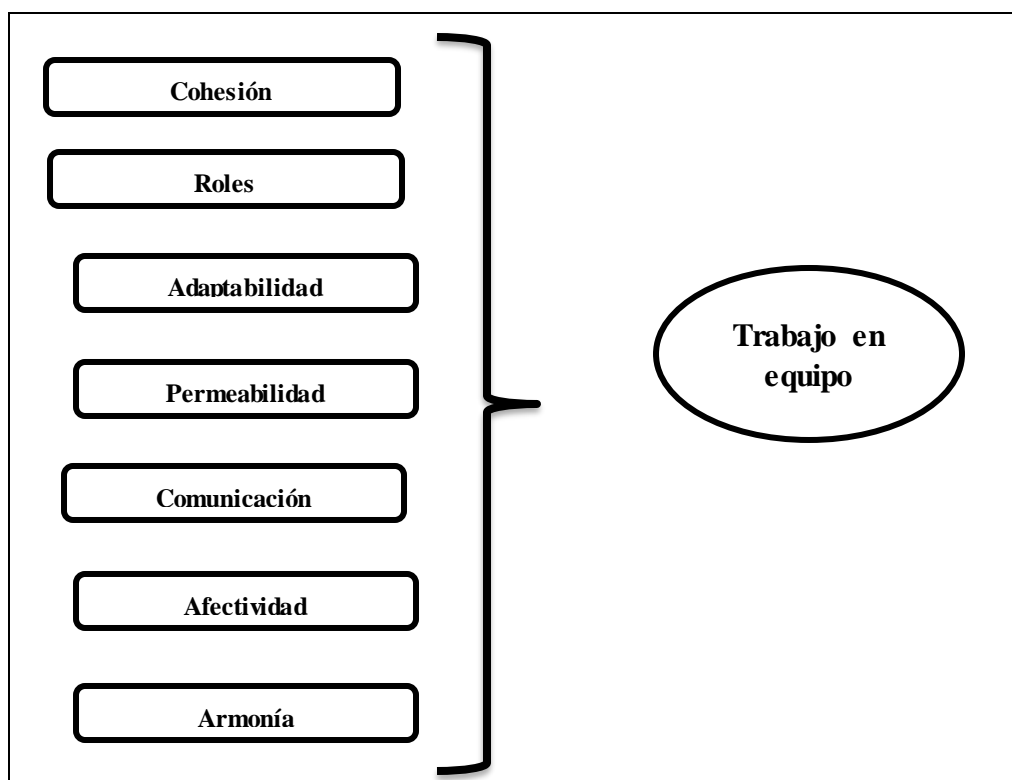 Cohesión
Roles
Adaptabilidad
Permeabilidad
Comunicación
Afectividad
Armonía
Trabajo en
equipo